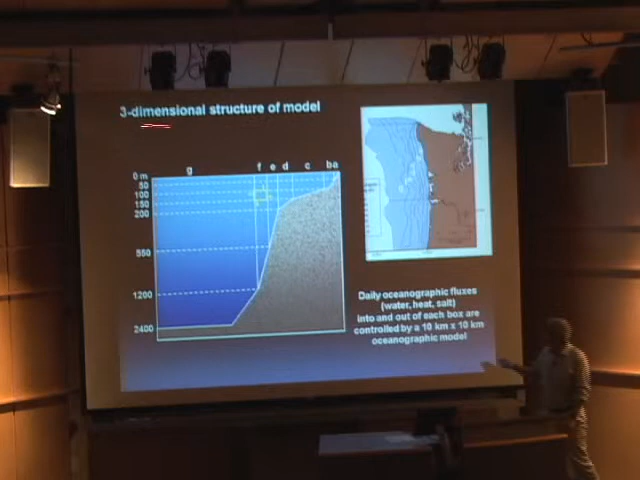 3-dimensional structure of model
g f e d c ba
0 m
50
100
150
200
550
1200
2400
Daily oceanographic fluxes
(water, heat, salt)
into and out of each box are
controlled by a 10 km x 10 km
oceanographic model